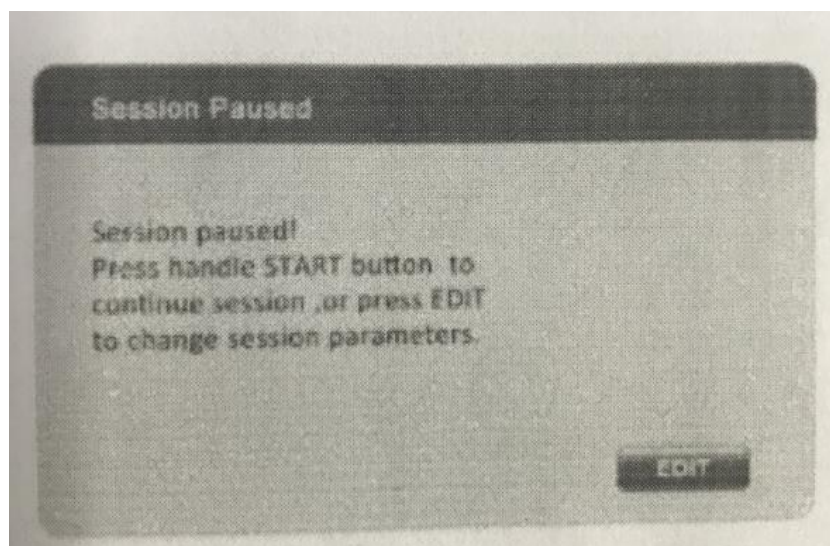 Session Paused
Session paused!
Press handle START button to
continue session ,or press EDIT
to change session parameters.
EDIT